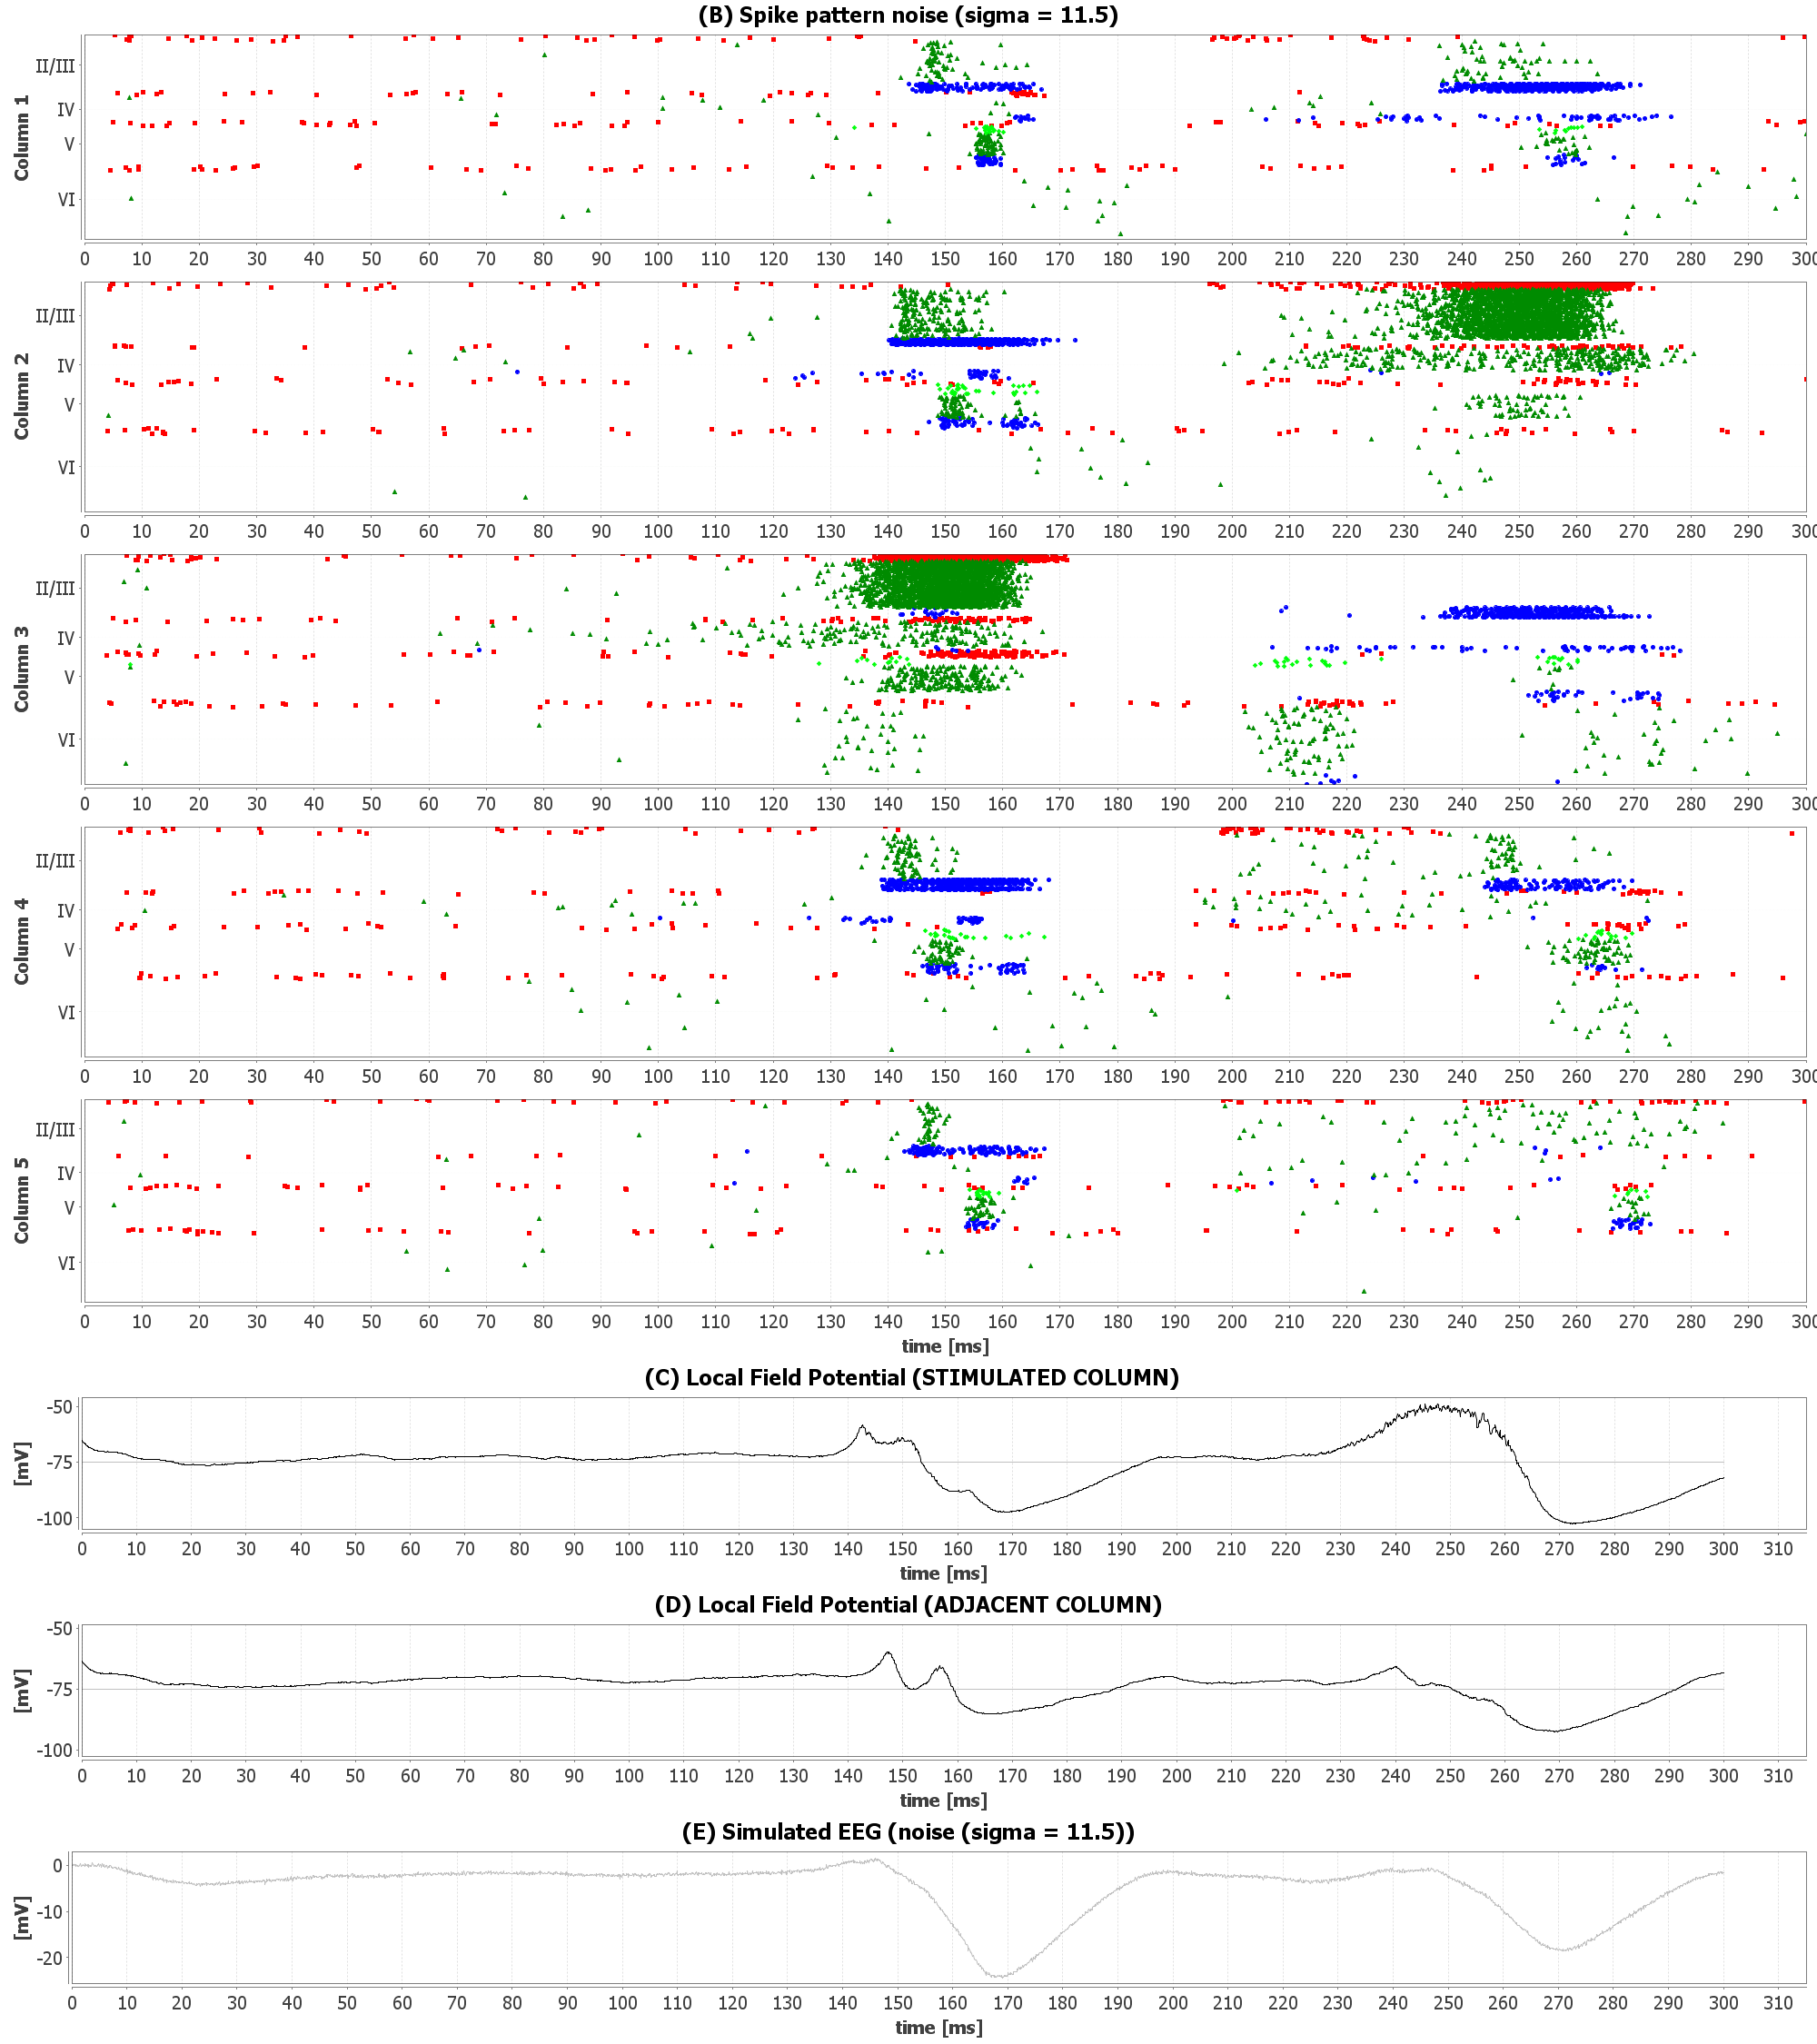 (B) Spike pattern noise (sigma = 11.5)
Column 1
II/III
IV
V
VI
0 10 20 30 40 50 60 70 80 90 100 110 120 130 140 150 160 170 180 190 200 210 220 230 240 250 260 270 280 290 300
Column 2
II/III
IV
V
VI
0 10 20 30 40 50 60 70 80 90 100 110 120 130 140 150 160 170 180 190 200 210 220 230 240 250 260 270 280 290 300
Column 3
II/III
IV
V
VI
0 10 20 30 40 50 60 70 80 90 100 110 120 130 140 150 160 170 180 190 200 210 220 230 240 250 260 270 280 290 300
Column 4
II/III
IV
V
VI
0 10 20 30 40 50 60 70 80 90 100 110 120 130 140 150 160 170 180 190 200 210 220 230 240 250 260 270 280 290 300
Column 5
II/III
IV
V
VI
0 10 20 30 40 50 60 70 80 90 100 110 120 130 140 150 160 170 180 190 200 210 220 230 240 250 260 270 280 290 300
time [ms]
(C) Local Field Potential (STIMULATED COLUMN)
[mV]
-50
-75
-100
0 10 20 30 40 50 60 70 80 90 100 110 120 130 140 150 160 170 180 190 200 210 220 230 240 250 260 270 280 290 300 310
time [ms]
(D) Local Field Potential (ADJACENT COLUMN)
[mV]
-50
-75
-100
0 10 20 30 40 50 60 70 80 90 100 110 120 130 140 150 160 170 180 190 200 210 220 230 240 250 260 270 280 290 300 310
time [ms]
(E) Simulated EEG (noise (sigma = 11.5))
[mV]
0
-10
-20
0 10 20 30 40 50 60 70 80 90 100 110 120 130 140 150 160 170 180 190 200 210 220 230 240 250 260 270 280 290 300 310
time [ms]